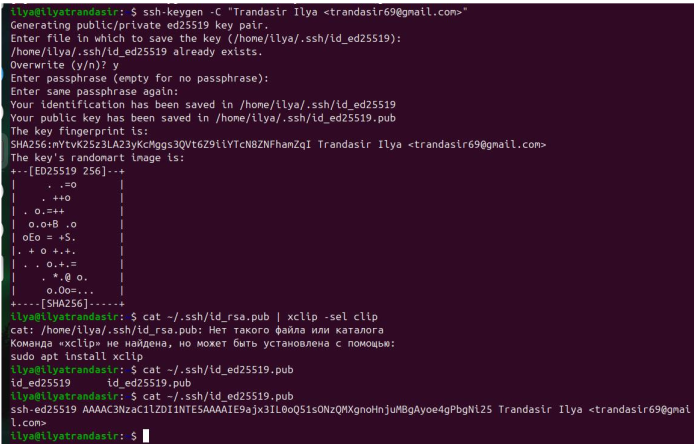 ilya@ilyatrandasir:~$ ssh-keygen -C "Trandasir Ilya <trandasir69@gmail.com>"
Generating public/private ed25519 key pair.
Enter file in which to save the key (/home/ilya/.ssh/id_ed25519):
/home/ilya/.ssh/id_ed25519 already exists.
Overwrite (y/n)? y
Enter passphrase (empty for no passphrase):
Enter same passphrase again:
Your identification has been saved in /home/ilya/.ssh/id_ed25519
Your public key has been saved in /home/ilya/.ssh/id_ed25519.pub
The key fingerprint is:
SHA256:mYtvK25z3LA23yKcMggs3QVt6Z9iiYTcN8ZNFhamZqI Trandasir Ilya <trandasir69@gmail.com>
The key's randomart image is:
+--[ED25519 256]--+
|     . .=o       |
|    . ++o        |
| . o.=++         |
|  o.o+B .o       |
| oEo = +S.       |
|. + o +.+.       |
| . . o.+.=       |
|    . *.@ o.     |
|     o.Oo=...    |
+----[SHA256]-----+
ilya@ilyatrandasir:~$ cat ~/.ssh/id_rsa.pub | xclip -sel clip
cat: /home/ilya/.ssh/id_rsa.pub: Нет такого файла или каталога
Команда «xclip» не найдена, но может быть установлена с помощью:
sudo apt install xclip
ilya@ilyatrandasir:~$ cat ~/.ssh/id_ed25519.pub
id_ed25519     id_ed25519.pub
ilya@ilyatrandasir:~$ cat ~/.ssh/id_ed25519.pub
ssh-ed25519 AAAAC3NzaC1lZDI1NTE5AAAAIE9ajx3IL0oQ51sONzQMXgnoHnjuMBgAyoe4gPbgNi25 Trandasir Ilya <trandasir69@gmai
l.com>
ilya@ilyatrandasir:~$